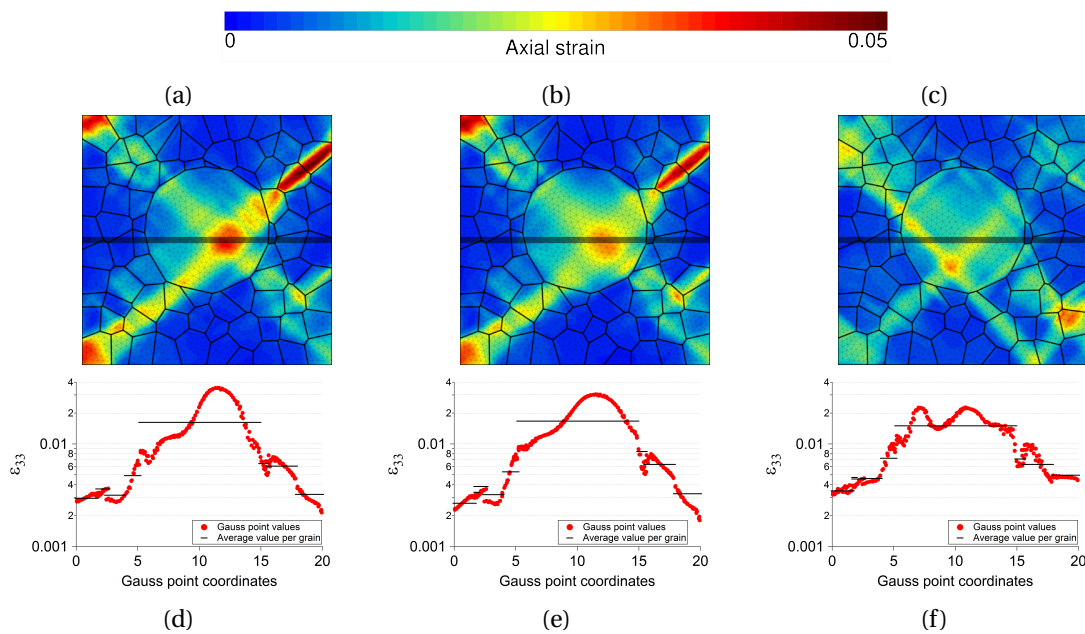 0 0.05
Axial strain
(a) (b) (c)
4
2
0.01
8
6
4
2
0.001
ε33
0 5 10 15 20
Gauss point coordinates
Gauss point values
Average value per grain
4
2
0.01
8
6
4
2
0.001
ε33
0 5 10 15 20
Gauss point coordinates
Gauss point values
Average value per grain
4
2
0.01
8
6
4
2
0.001
ε33
0 5 10 15 20
Gauss point coordinates
Gauss point values
Average value per grain
(d) (e) (f)